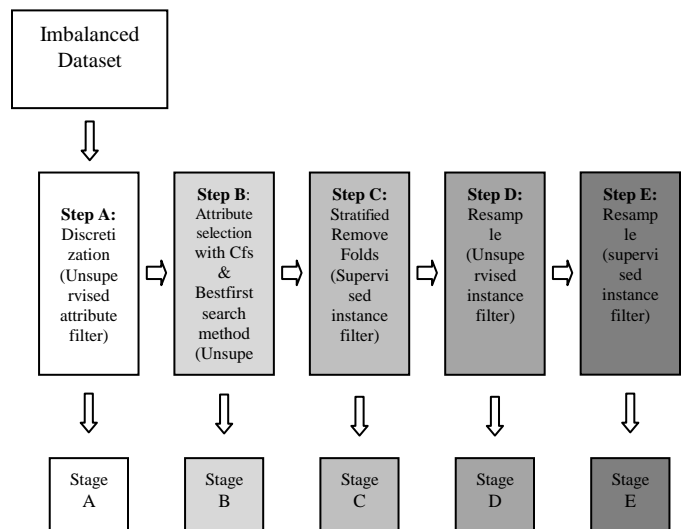 Imbalanced
Dataset
Step A:
Discreti
zation
(Unsupe
rvised
attribute
filter)
Step B:
Attribute
selection
with Cfs
&
Bestfirst
search
method
(Unsupe
Step C:
Stratified
Remove
Folds
(Supervi
sed
instance
filter)
Step D:
Resamp
le
(Unsupe
rvised
instance
filter)
Step E:
Resamp
le
(supervi
sed
instance
filter)
Stage
A
Stage
B
Stage
C
Stage
D
Stage
E